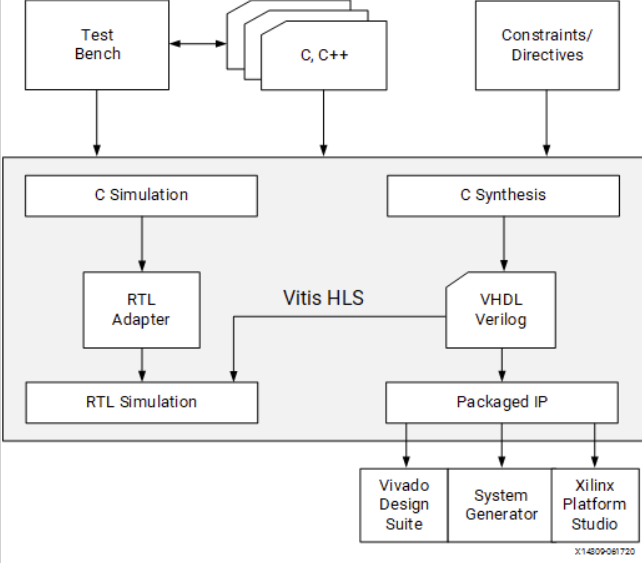 Test
Bench
C, C++
Constraints/
Directives
C Simulation
C Synthesis
RTL
Adapter
Vitis HLS
VHDL
Verilog
RTL Simulation
Packaged IP
Vivado
Design
Suite
System
Generator
Xilinx
Platform
Studio
X14309-061720